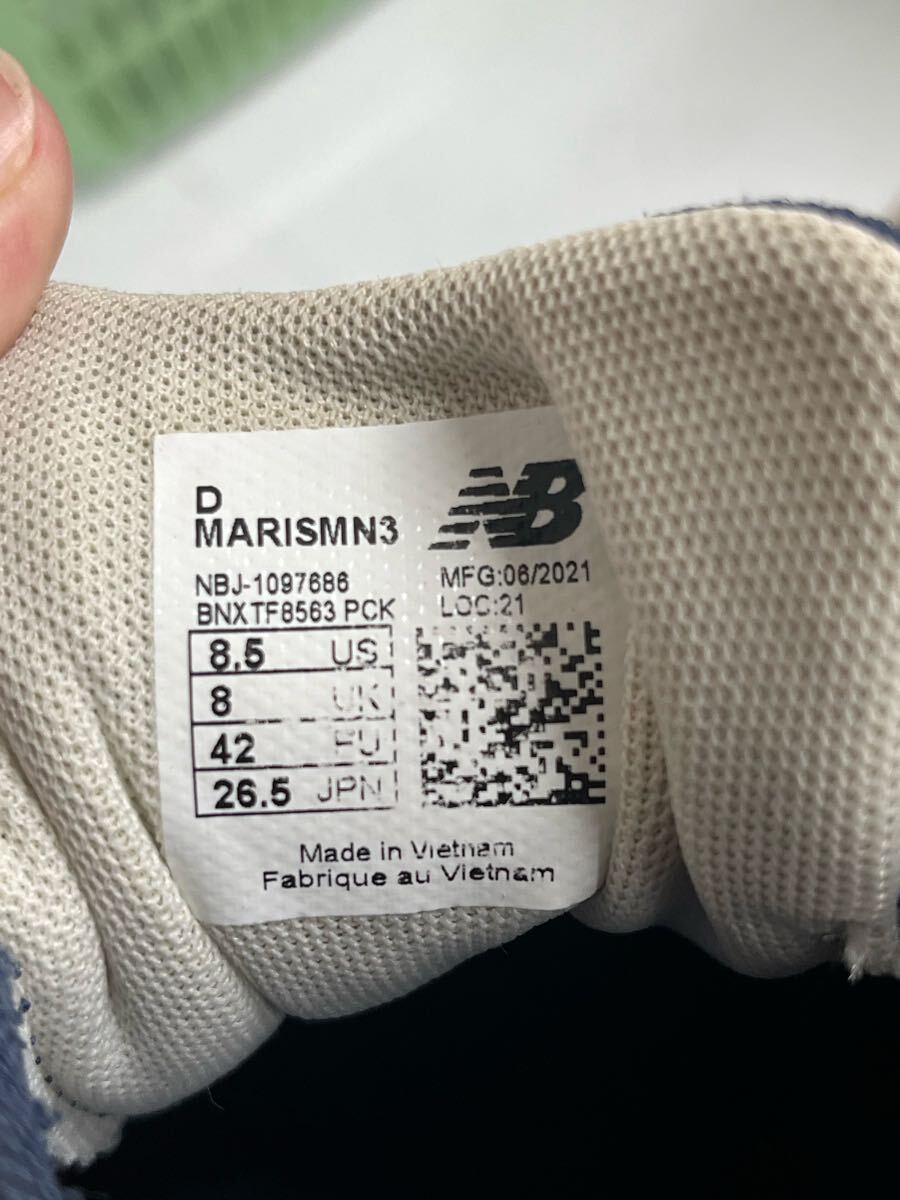 D
MARISMN3
NB
NBJ-1097686
MFG:06/2021
BNXTF8563 PCK
LOC:21
8.5 US
8 UK
42 EU
26.5 JPN
Made in Vietnam
Fabrique au Vietnam